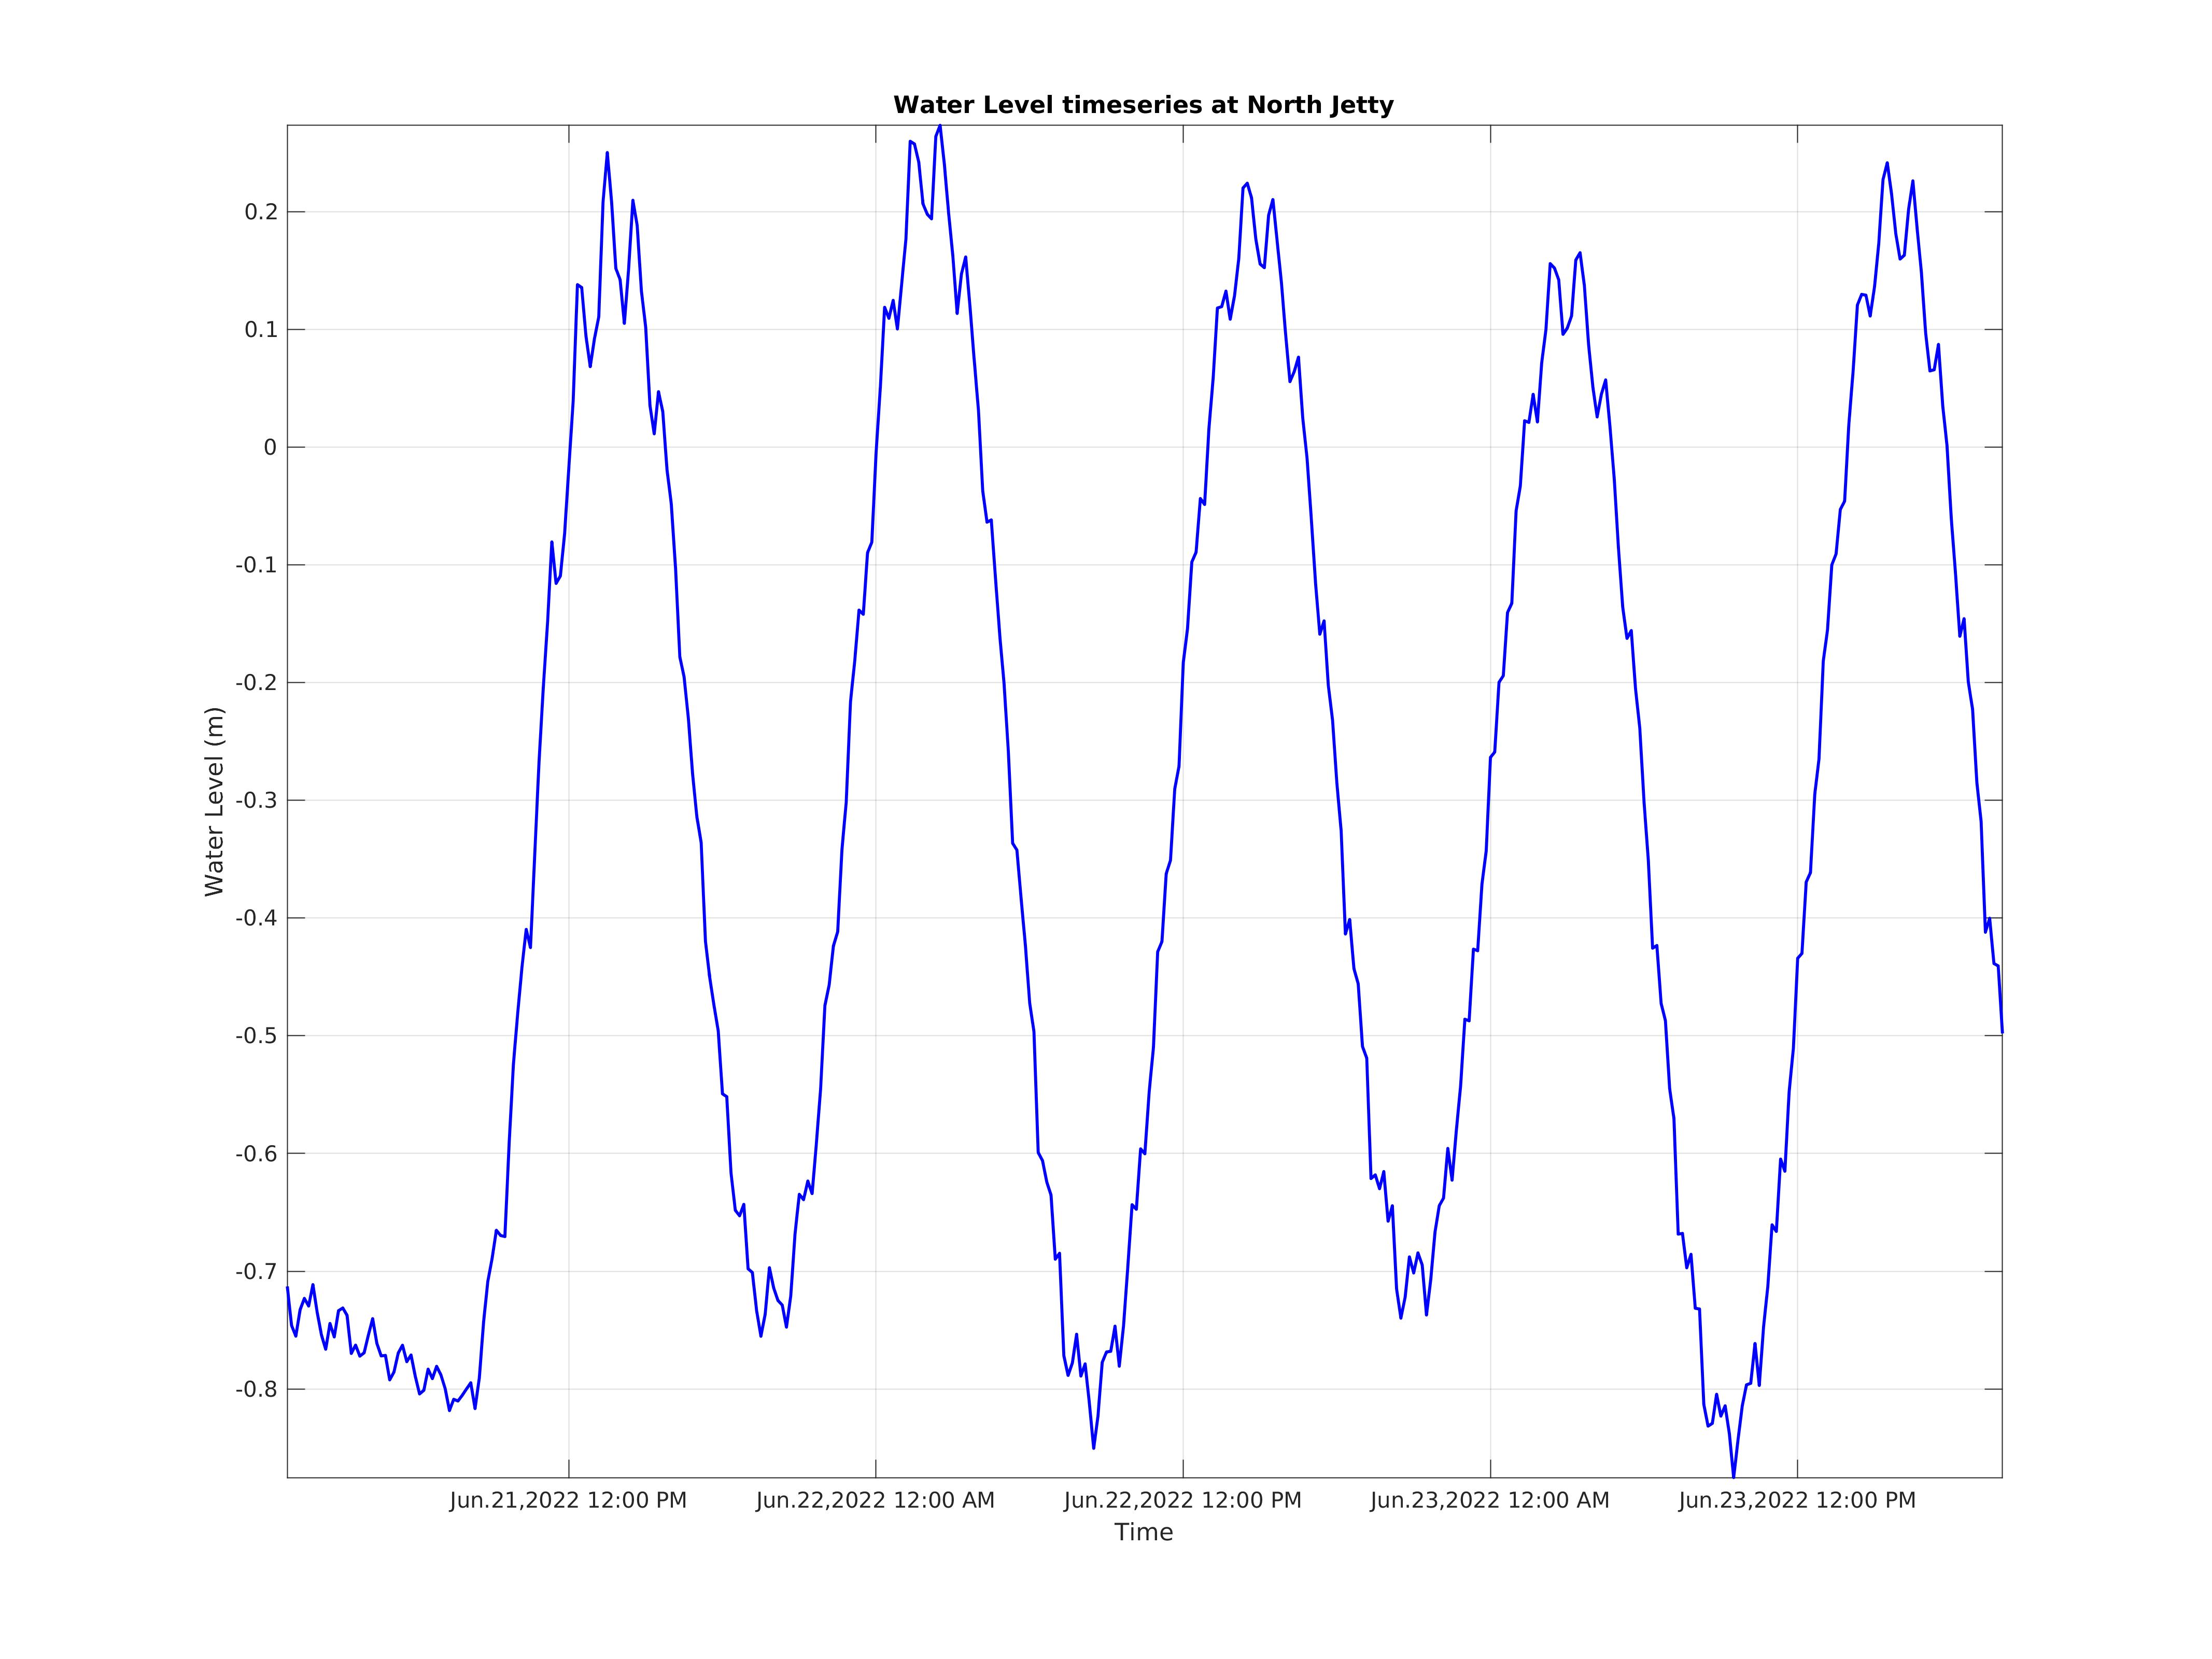 Water Level timeseries at North Jetty
0.2
0.1
0
-0.1
-0.2
-0.3
-0.4
-0.5
-0.6
-0.7
-0.8
Water Level (m)
Jun.21,2022 12:00 PM
Jun.22,2022 12:00 AM
Jun.22,2022 12:00 PM
Jun.23,2022 12:00 AM
Jun.23,2022 12:00 PM
Time